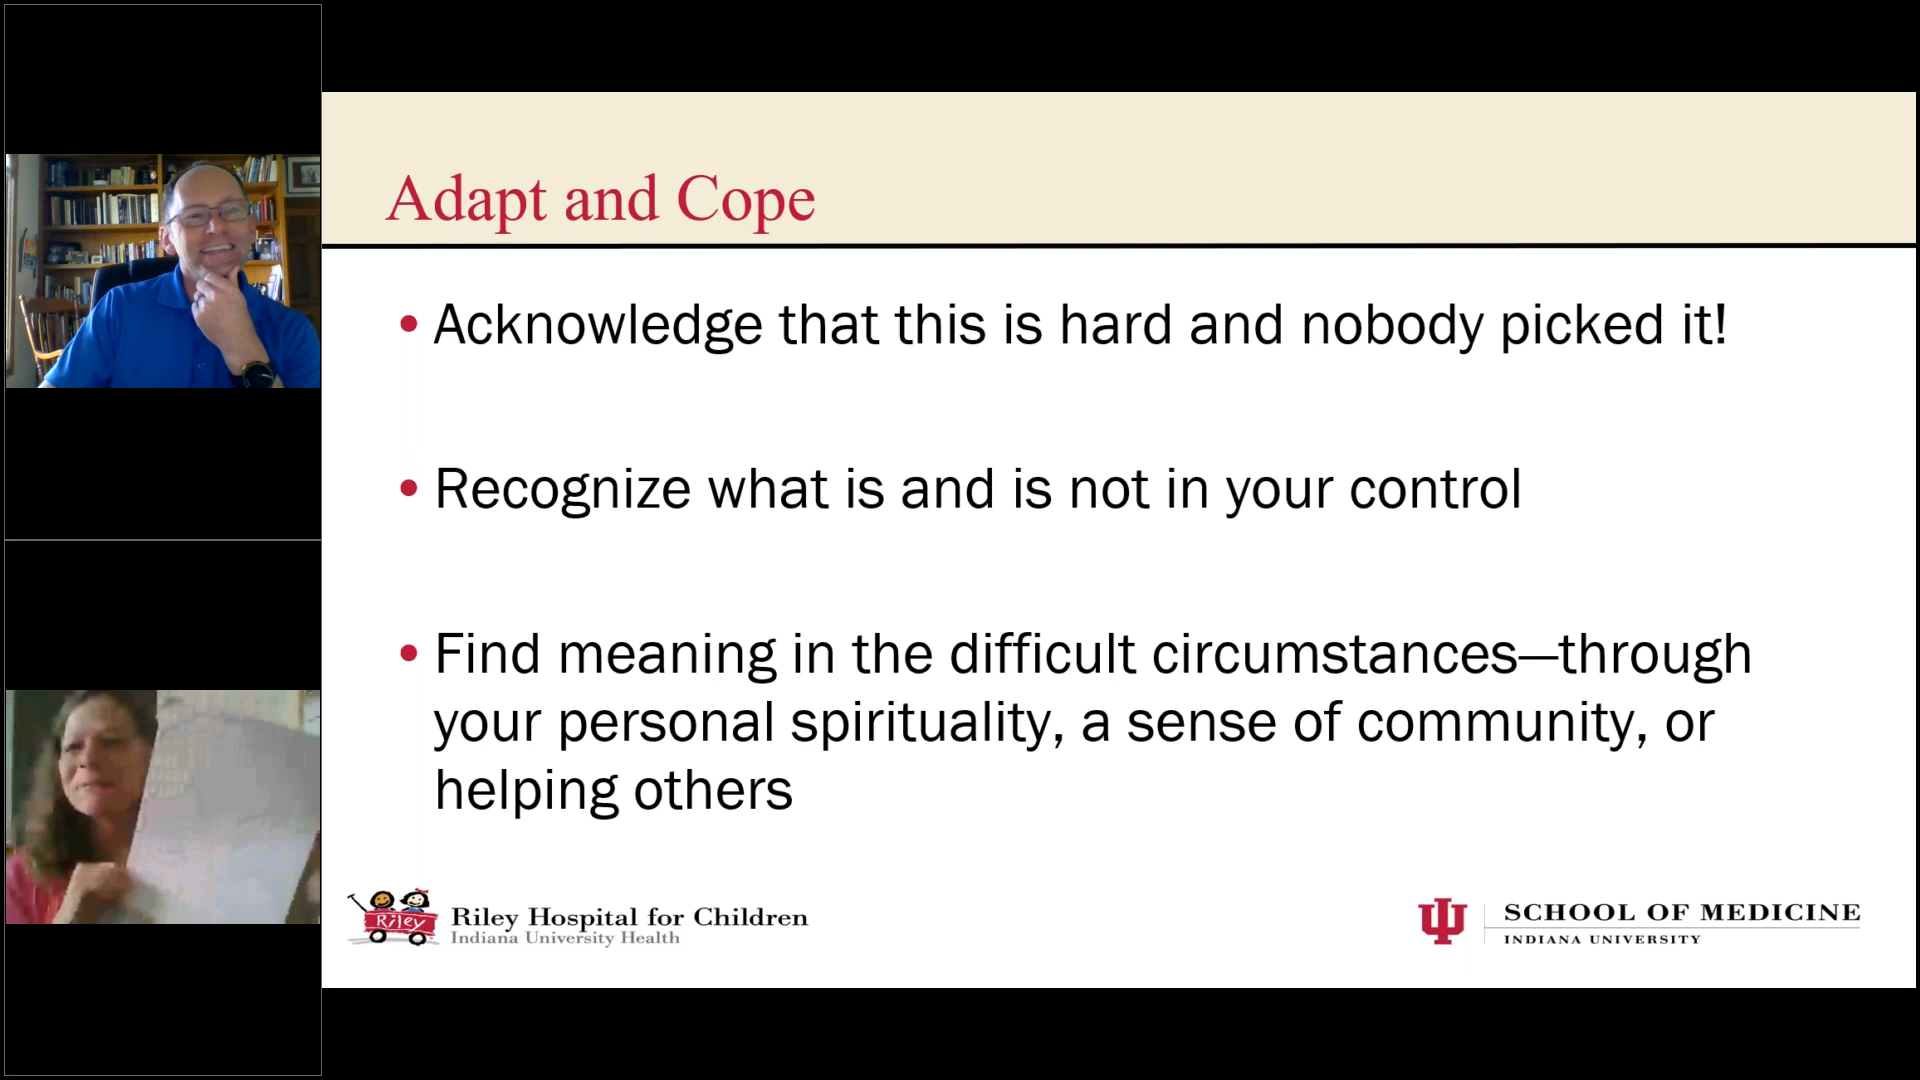 Adapt and Cope
• Acknowledge that this is hard and nobody picked it!
• Recognize what is and is not in your control
• Find meaning in the difficult circumstances—through
your personal spirituality, a sense of community, or
helping others
Riley
Riley Hospital for Children
Indiana University Health
SCHOOL OF MEDICINE
INDIANA UNIVERSITY